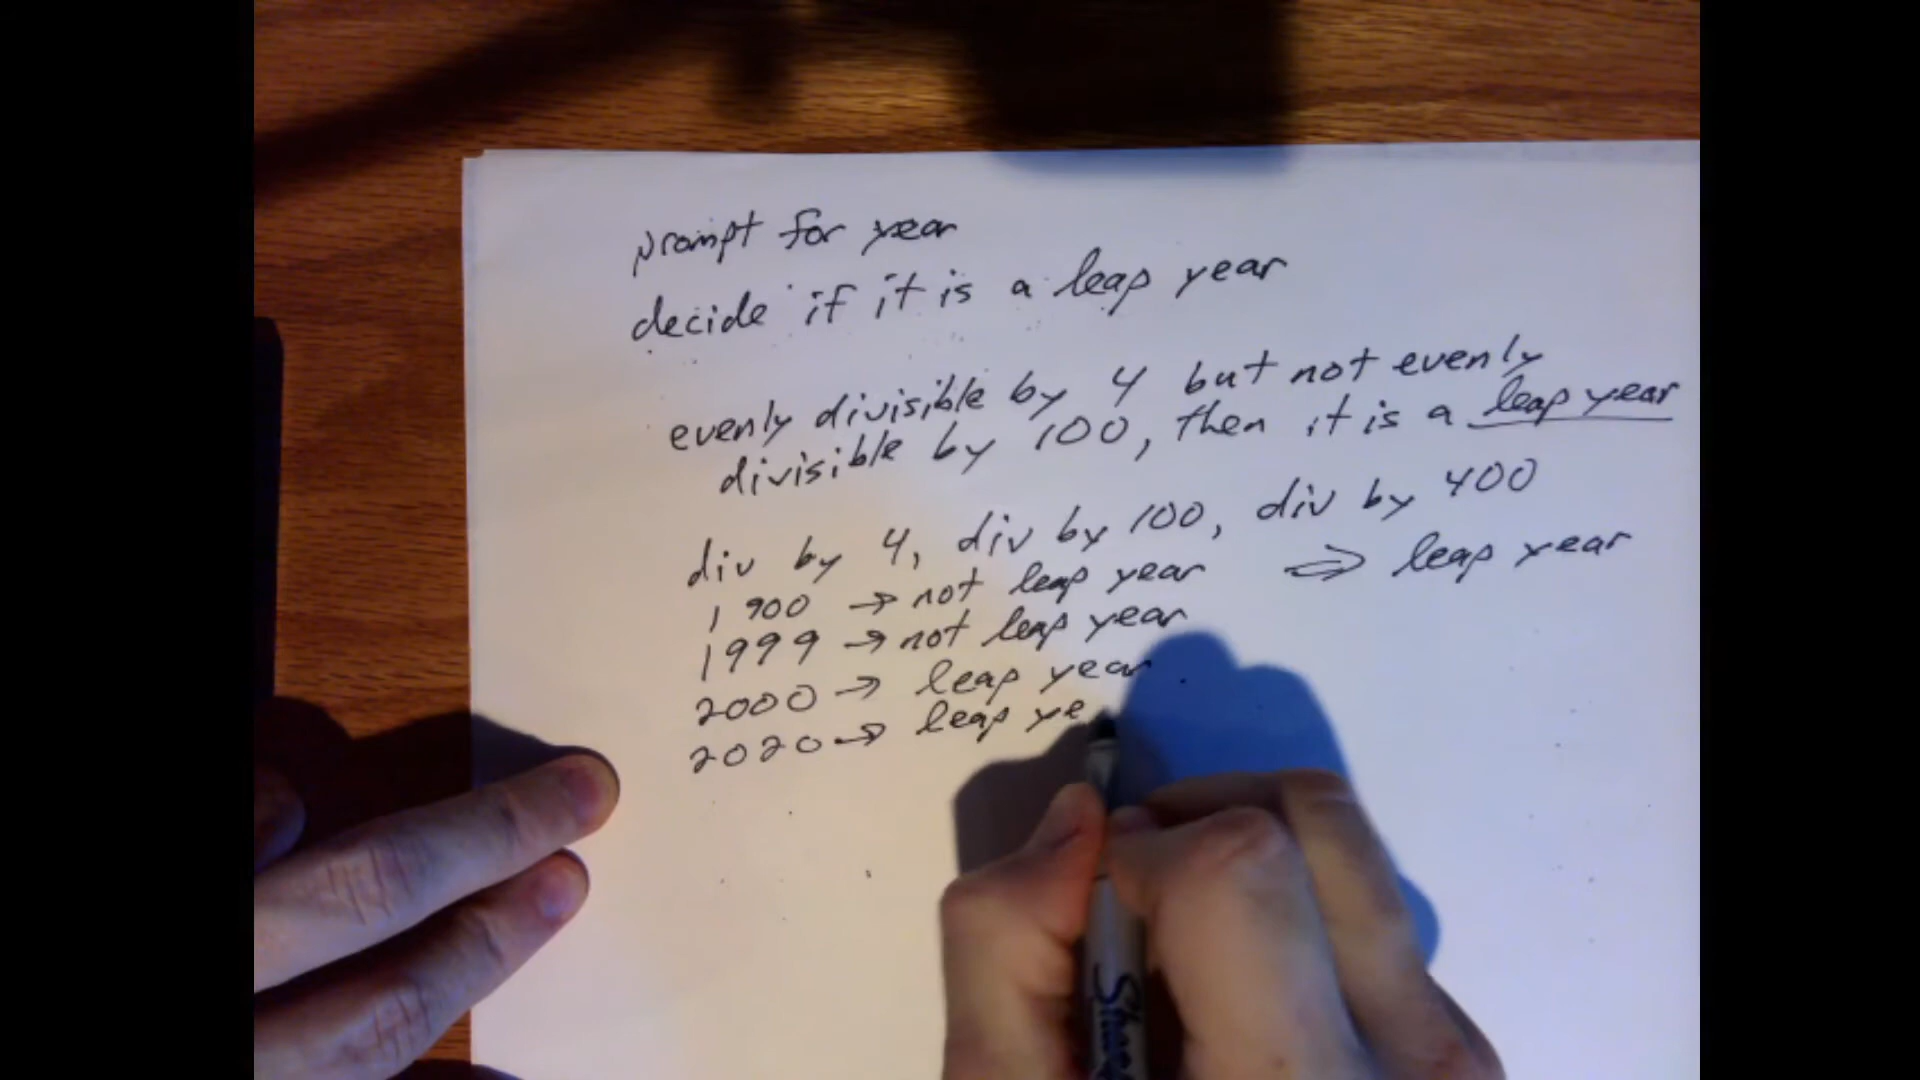 prompt for year
decide if it is a leap year
evenly divisible by 4 but not evenly
divisible by 100, then it is a leap year
div by 4, div by 100, div by 400
⇒ leap year
1900 → not leap year
1999 → not leap year
2000 → leap year
2020 → leap ye